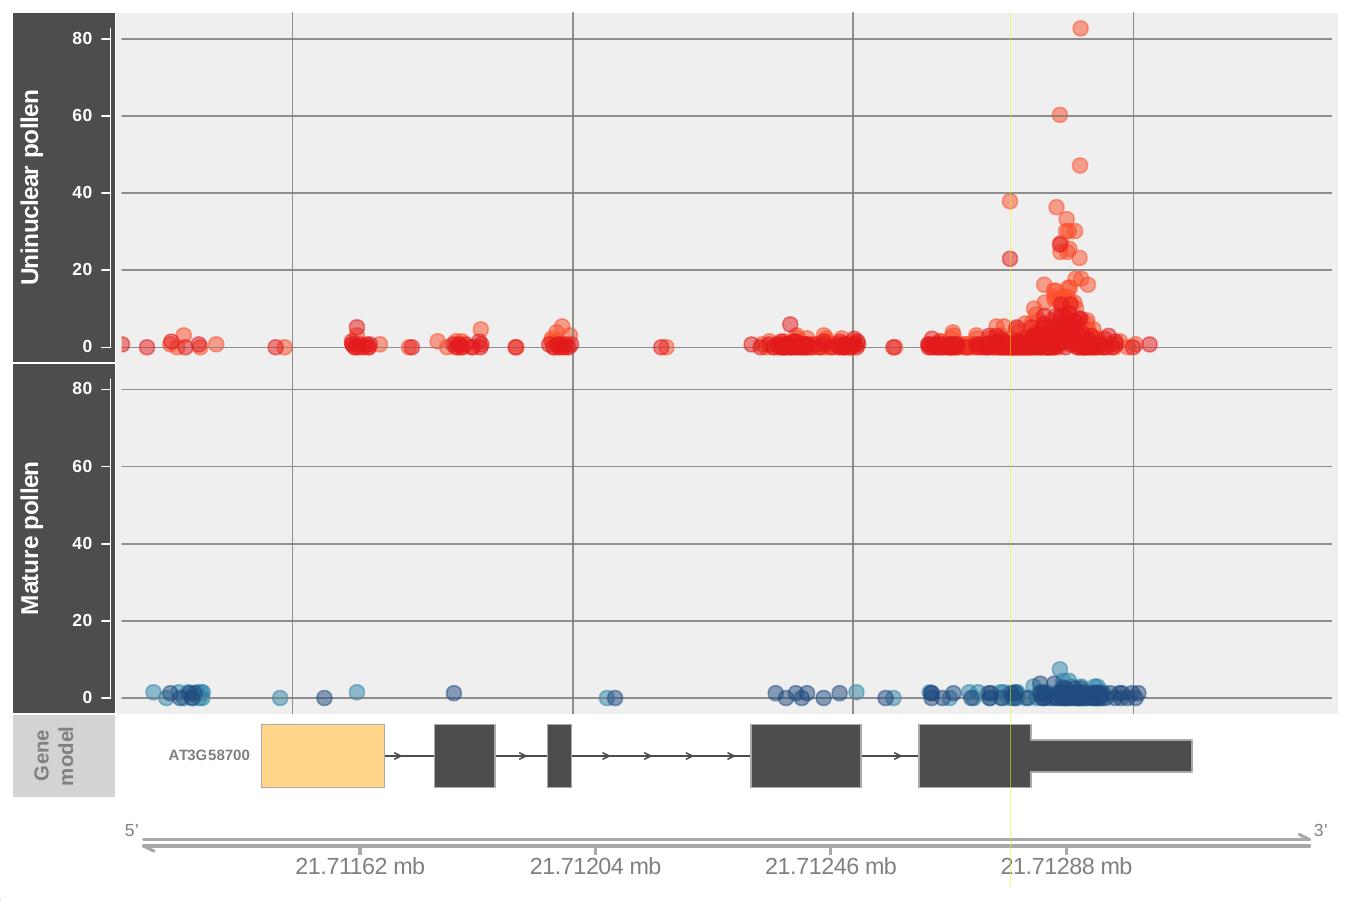 80
60
40
20
0
Uninuclear pollen
80
60
40
20
0
Mature pollen
Gene
model
AT3G58700
5'
3'
21.71162 mb
21.71204 mb
21.71246 mb
21.71288 mb